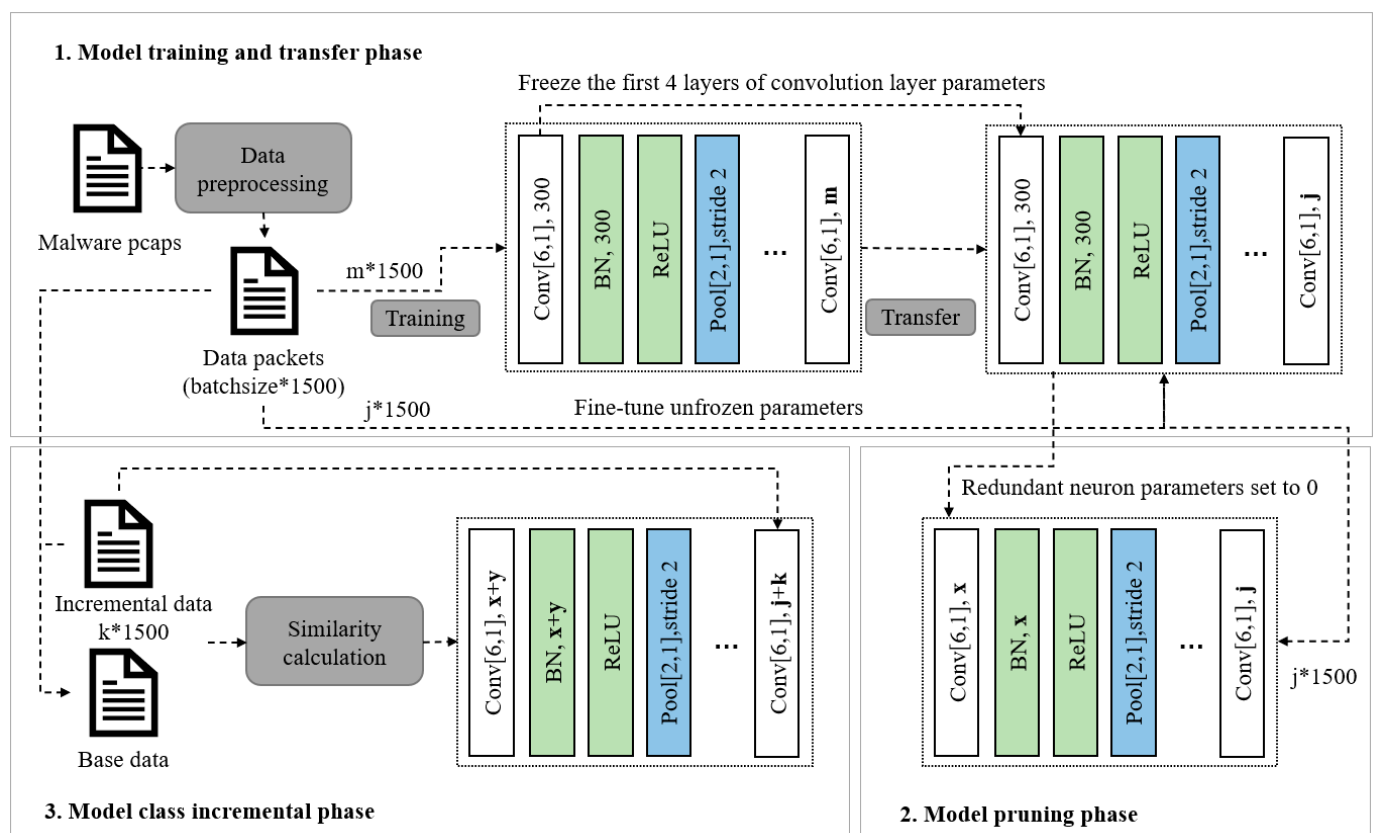 1. Model training and transfer phase
Freeze the first 4 layers of convolution layer parameters
Data
preprocessing
Malware pcaps
m*1500
Training
Data packets
(batchsize*1500)
Conv[6,1], 300
BN, 300
ReLU
Pool[2,1],stride 2
...
Conv[6,1], m
Transfer
Conv[6,1], 300
BN, 300
ReLU
Pool[2,1],stride 2
...
Conv[6,1], j
j*1500
Fine-tune unfrozen parameters
Incremental data
k*1500
Base data
Similarity
calculation
Conv[6,1], x+y
BN, x+y
ReLU
Pool[2,1],stride 2
...
Conv[6,1], j+k
3. Model class incremental phase
Redundant neuron parameters set to 0
Conv[6,1], x
BN, x
ReLU
Pool[2,1],stride 2
...
Conv[6,1], j
j*1500
2. Model pruning phase